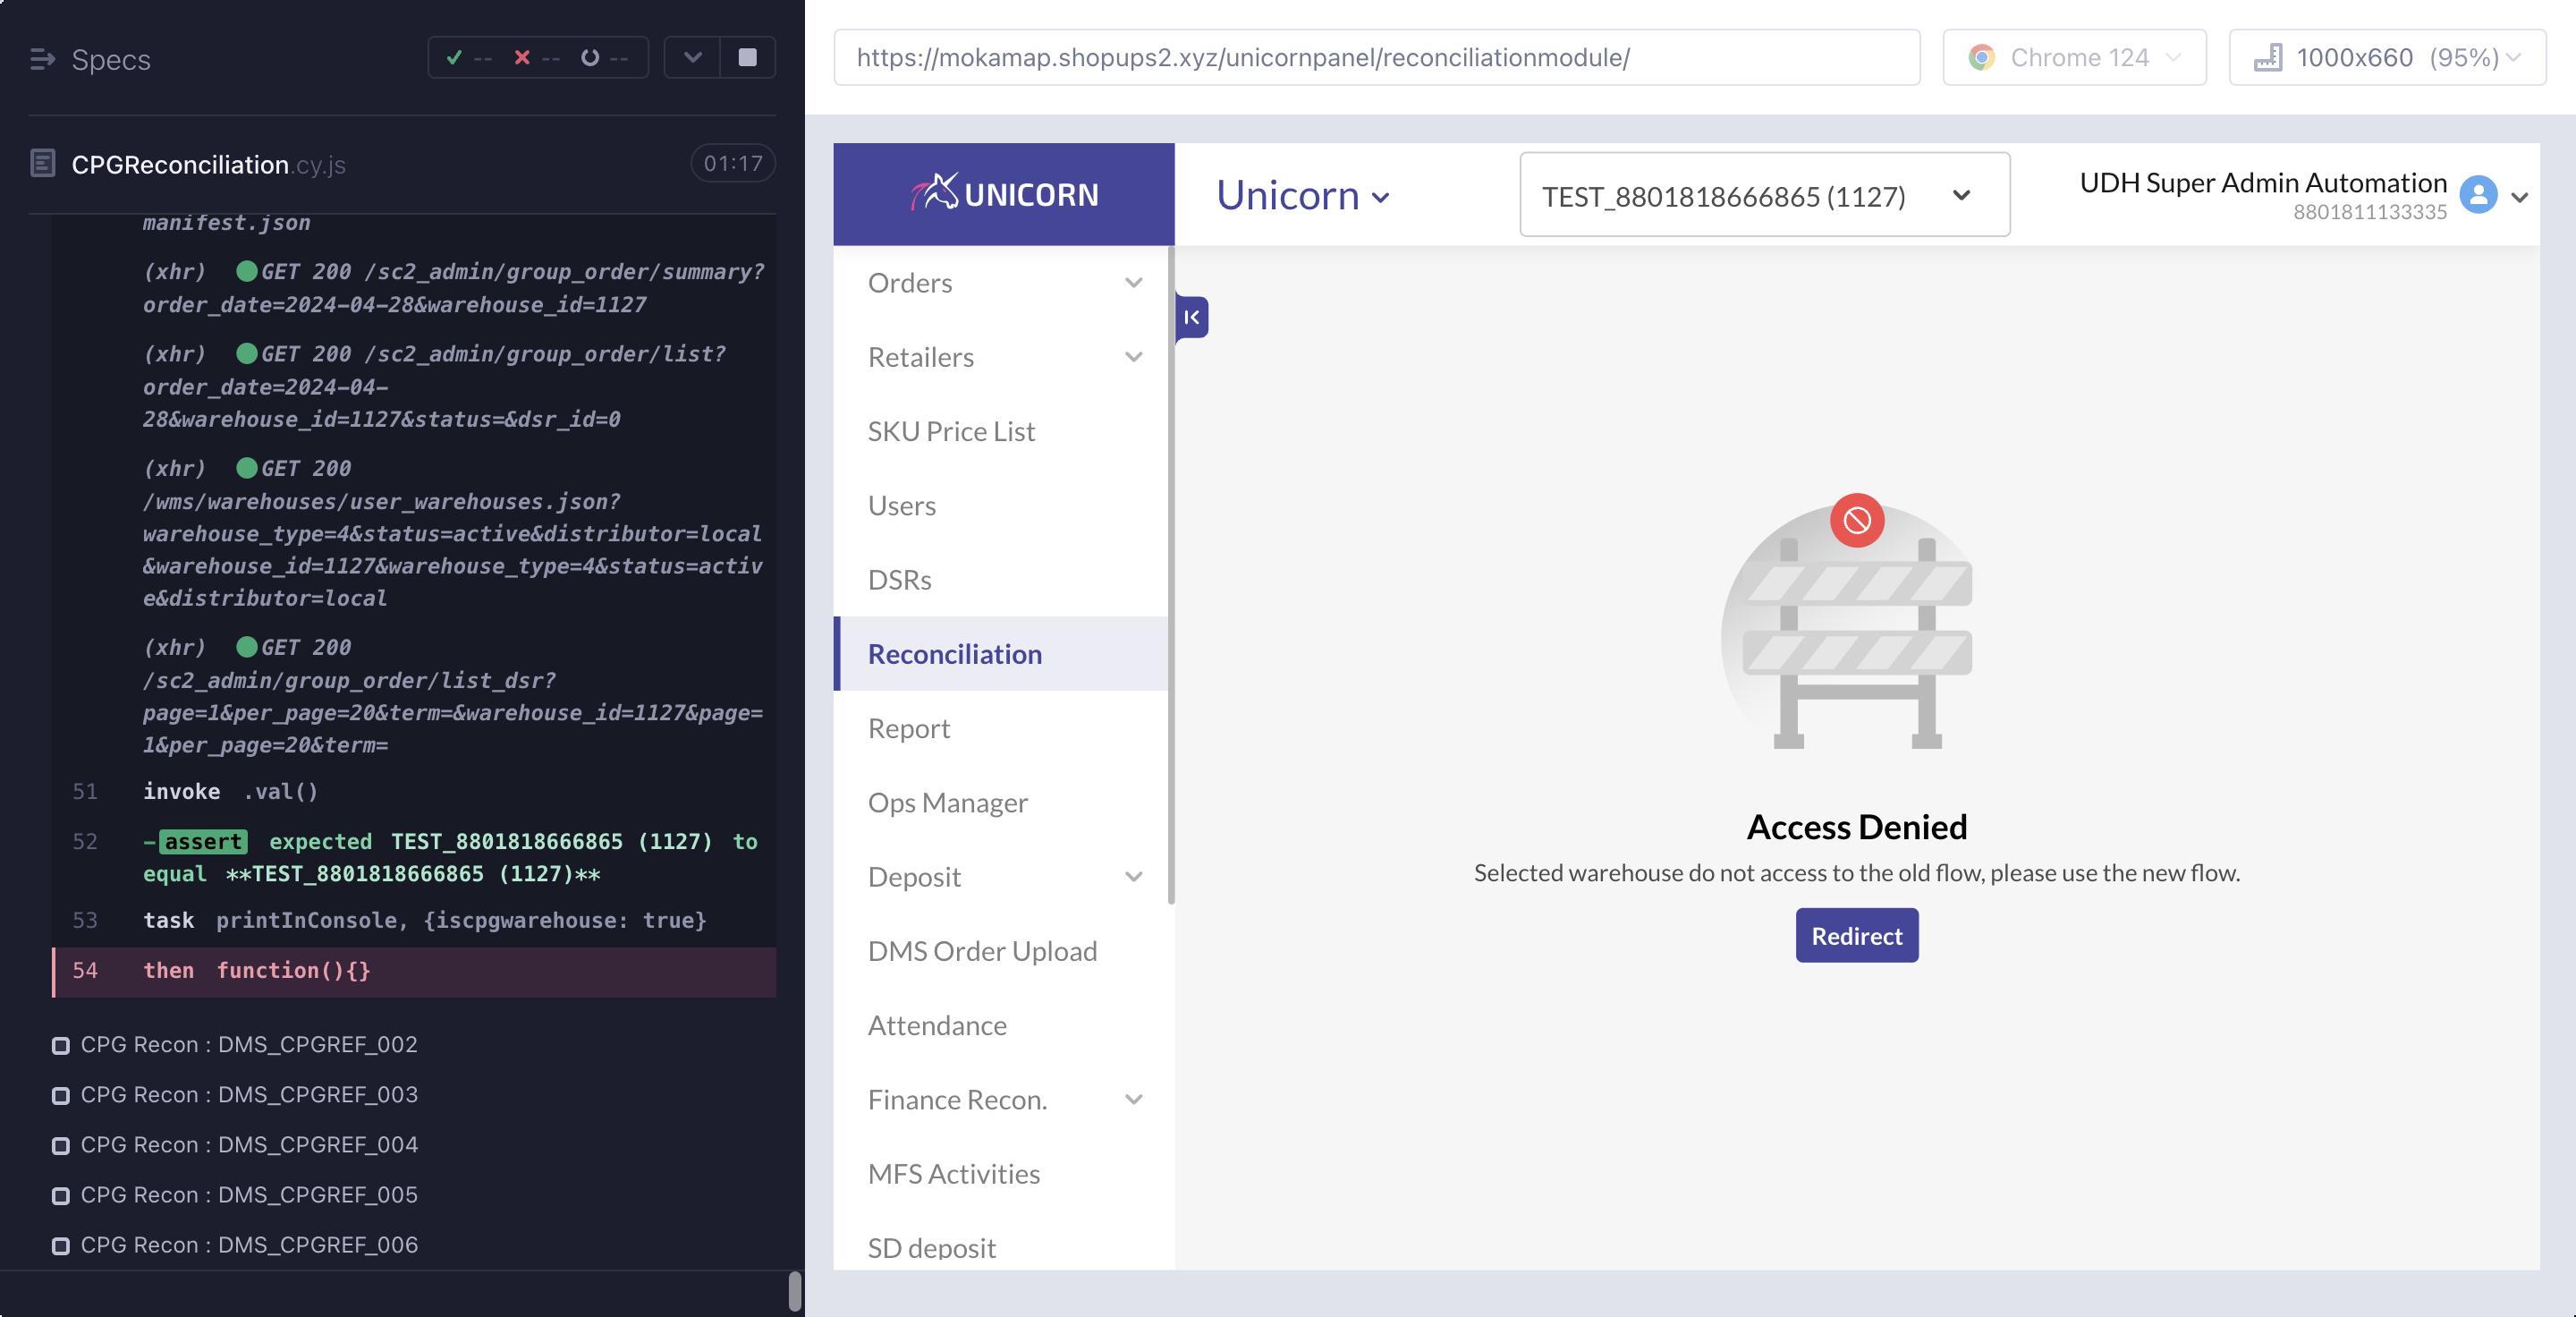 Specs
-- -- --
CPGReconciliation.cy.js
01:17
manifest.json
(xhr) GET 200 /sc2_admin/group_order/summary?
order_date=2024-04-28&warehouse_id=1127
(xhr) GET 200 /sc2_admin/group_order/list?
order_date=2024-04-
28&warehouse_id=1127&status=&dsr_id=0
(xhr) GET 200
/wms/warehouses/user_warehouses.json?
warehouse_type=4&status=active&distributor=local
&warehouse_id=1127&warehouse_type=4&status=activ
e&distributor=local
(xhr) GET 200
/sc2_admin/group_order/list_dsr?
page=1&per_page=20&term=&warehouse_id=1127&page=
1&per_page=20&term=
51 invoke .val()
52 -assert expected TEST_8801818666865 (1127) to
equal **TEST_8801818666865 (1127)**
53 task printInConsole, {iscpgwarehouse: true}
54 then function(){}
CPG Recon : DMS_CPGREF_002
CPG Recon : DMS_CPGREF_003
CPG Recon : DMS_CPGREF_004
CPG Recon : DMS_CPGREF_005
CPG Recon : DMS_CPGREF_006
https://mokamap.shopups2.xyz/unicornpanel/reconciliationmodule/
Chrome 124
1000x660 (95%)
UNICORN
Unicorn
TEST_8801818666865 (1127)
UDH Super Admin Automation
8801811133335
Orders
Retailers
SKU Price List
Users
DSRs
Reconciliation
Report
Ops Manager
Deposit
DMS Order Upload
Attendance
Finance Recon.
MFS Activities
SD deposit
Access Denied
Selected warehouse do not access to the old flow, please use the new flow.
Redirect